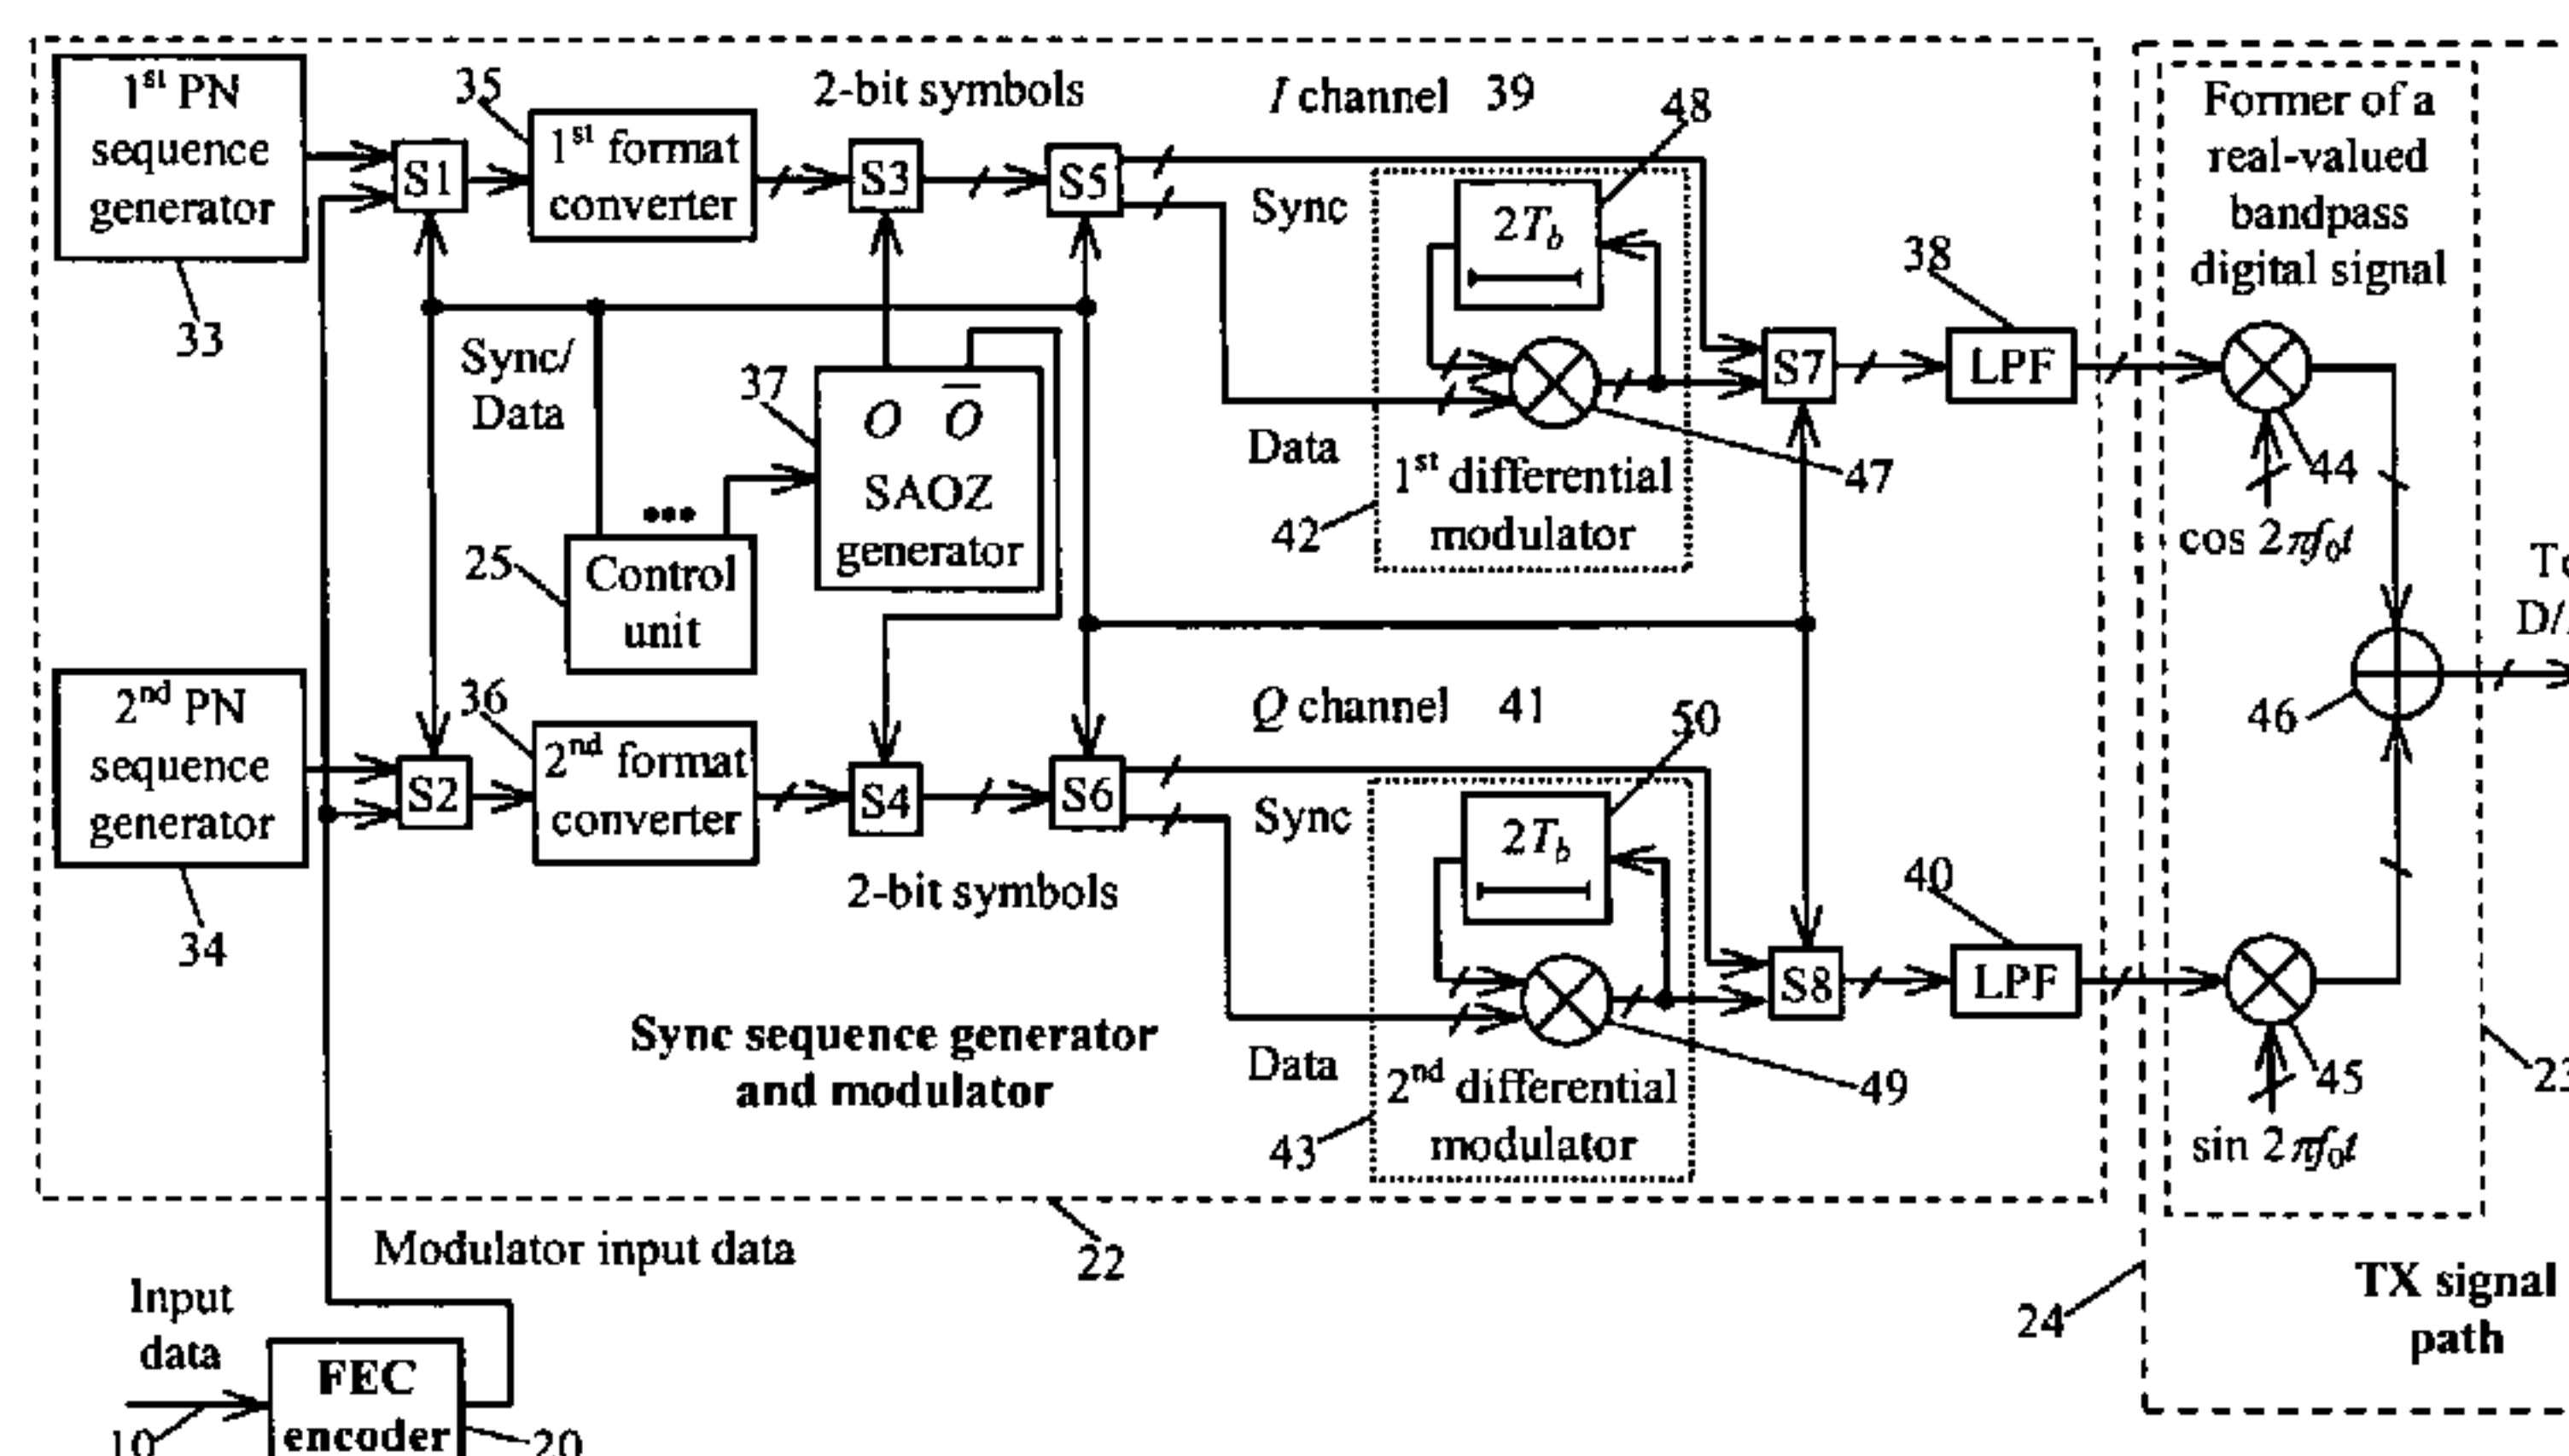 1st PN
sequence
generator
33
35
1st format
converter
2-bit symbols
S1
S3
S5
I channel 39
48
Sync
2Tb
Data
1st differential
modulator
42
47
Sync/
Data
37
O O̅
SAOZ
generator
25
•••
Control
unit
S7
38
LPF
Former of a
real-valued
bandpass
digital signal
44
cos 2πf0t
46
2nd PN
sequence
generator
34
36
2nd format
converter
2-bit symbols
S2
S4
S6
Q channel 41
50
Sync
2Tb
Data
2nd differential
modulator
43
49
S8
40
LPF
45
sin 2πf0t
23
Sync sequence generator
and modulator
22
Modulator input data
Input
data
10
FEC
encoder
20
24
TX signal
path